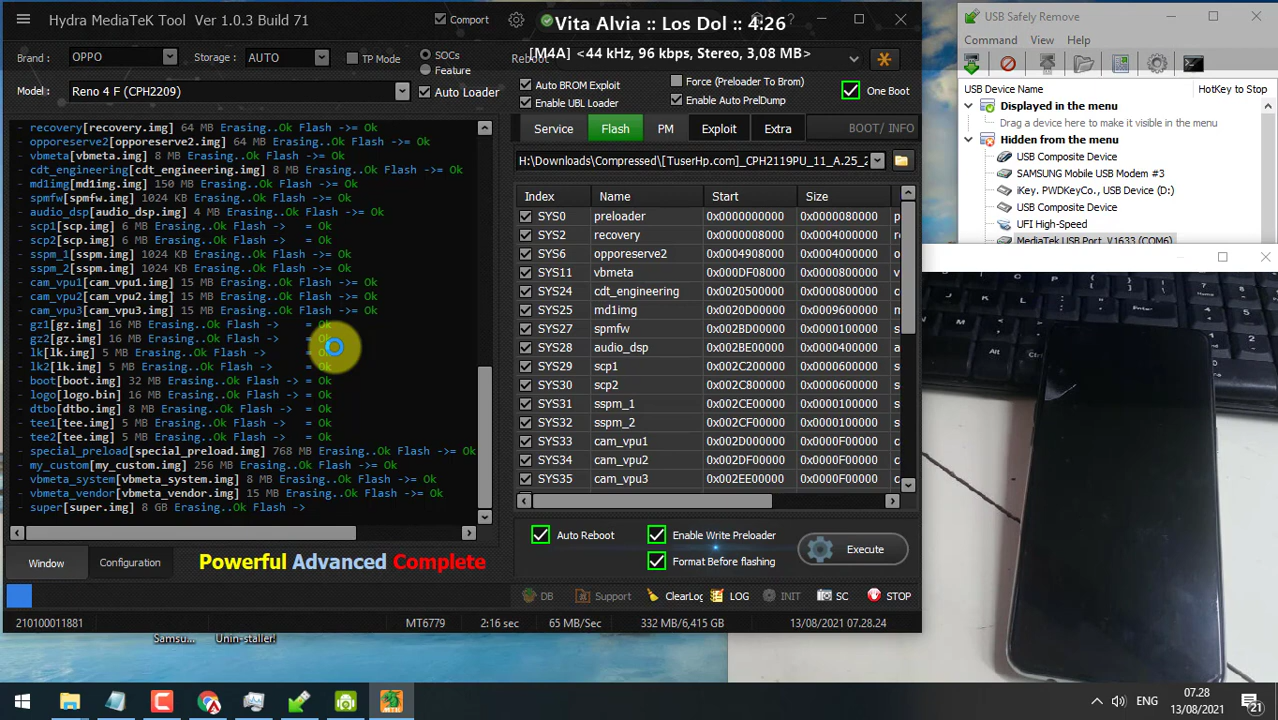 Hydra MediaTeK Tool Ver 1.0.3 Build 71
Comport
Vita Alvia :: Los Dol :: 4:26
[M4A] <44 kHz, 96 kbps, Stereo, 3,08 MB>
Brand : OPPO Storage : AUTO TP Mode SOCs Feature Reboot
Model : Reno 4 F (CPH2209) Auto Loader
Auto BROM Exploit Force (Preloader To Brom)
Enable UBL Loader Enable Auto PrelDump One Boot
Service Flash PM Exploit Extra BOOT/ INFO
H:\Downloads\Compressed\[TuserHp.com]_CPH2119PU_11_A.25_2
- recovery[recovery.img] 64 MB Erasing..Ok Flash ->= Ok
- opporeserve2[opporeserve2.img] 64 MB Erasing..Ok Flash ->= Ok
- vbmeta[vbmeta.img] 8 MB Erasing..Ok Flash ->= Ok
- cdt_engineering[cdt_engineering.img] 8 MB Erasing..Ok Flash ->= Ok
- md1img[md1img.img] 150 MB Erasing..Ok Flash ->= Ok
- spmfw[spmfw.img] 1024 KB Erasing..Ok Flash ->= Ok
- audio_dsp[audio_dsp.img] 4 MB Erasing..Ok Flash ->= Ok
- scp1[scp.img] 6 MB Erasing..Ok Flash ->= Ok
- scp2[scp.img] 6 MB Erasing..Ok Flash ->= Ok
- sspm_1[sspm.img] 1024 KB Erasing..Ok Flash ->= Ok
- sspm_2[sspm.img] 1024 KB Erasing..Ok Flash ->= Ok
- cam_vpu1[cam_vpu1.img] 15 MB Erasing..Ok Flash ->= Ok
- cam_vpu2[cam_vpu2.img] 15 MB Erasing..Ok Flash ->= Ok
- cam_vpu3[cam_vpu3.img] 15 MB Erasing..Ok Flash ->= Ok
- gz1[gz.img] 16 MB Erasing..Ok Flash -> = Ok
- gz2[gz.img] 16 MB Erasing..Ok Flash -> =
- lk[lk.img] 5 MB Erasing..Ok Flash -> =
- lk2[lk.img] 5 MB Erasing..Ok Flash -> = Ok
- boot[boot.img] 32 MB Erasing..Ok Flash -> = Ok
- logo[logo.bin] 16 MB Erasing..Ok Flash -> = Ok
- dtbo[dtbo.img] 8 MB Erasing..Ok Flash -> = Ok
- tee1[tee.img] 5 MB Erasing..Ok Flash -> = Ok
- tee2[tee.img] 5 MB Erasing..Ok Flash -> = Ok
- special_preload[special_preload.img] 768 MB Erasing..Ok Flash ->= Ok
- my_custom[my_custom.img] 256 MB Erasing..Ok Flash ->= Ok
- vbmeta_system[vbmeta_system.img] 8 MB Erasing..Ok Flash ->= Ok
- vbmeta_vendor[vbmeta_vendor.img] 15 MB Erasing..Ok Flash ->= Ok
- super[super.img] 8 GB Erasing..Ok Flash ->
Index Name Start Size
SYS0 preloader 0x0000000000 0x0000080000 p
SYS2 recovery 0x0000008000 0x0004000000 r
SYS6 opporeserve2 0x0004908000 0x0004000000 o
SYS11 vbmeta 0x000DF08000 0x0000800000 v
SYS24 cdt_engineering 0x0020500000 0x0000800000 c
SYS25 md1img 0x0020D00000 0x0009600000 m
SYS27 spmfw 0x002BD00000 0x0000100000 s
SYS28 audio_dsp 0x002BE00000 0x0000400000 a
SYS29 scp1 0x002C200000 0x0000600000 s
SYS30 scp2 0x002C800000 0x0000600000 s
SYS31 sspm_1 0x002CE00000 0x0000100000 s
SYS32 sspm_2 0x002CF00000 0x0000100000 s
SYS33 cam_vpu1 0x002D000000 0x0000F00000 c
SYS34 cam_vpu2 0x002DF00000 0x0000F00000 c
SYS35 cam_vpu3 0x002EE00000 0x0000F00000 c
Auto Reboot Enable Write Preloader Execute
Format Before flashing
Window Configuration Powerful Advanced Complete
DB Support ClearLog LOG INIT SC STOP
210100011881 MT6779 2:16 sec 65 MB/Sec 332 MB/6,415 GB 13/08/2021 07.28.24
USB Safely Remove
Command View Help
USB Device Name HotKey to Stop
Displayed in the menu
Drag a device here to make it visible in the menu
Hidden from the menu
USB Composite Device
SAMSUNG Mobile USB Modem #3
iKey. PWDKeyCo., USB Device (D:)
USB Composite Device
UFI High-Speed
MediaTek USB Port_V1633 (COM6)
Samsu... Unin-staller!
ENG 07.28
13/08/2021
21